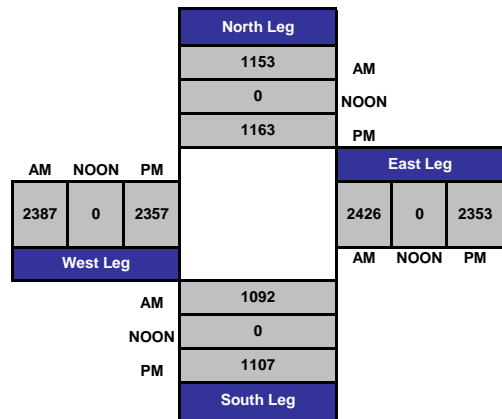 North Leg
1153 AM
0 NOON
1163 PM
AM NOON PM East Leg
2387 0 2357 2426 0 2353
West Leg AM NOON PM
AM 1092
NOON 0
PM 1107
South Leg